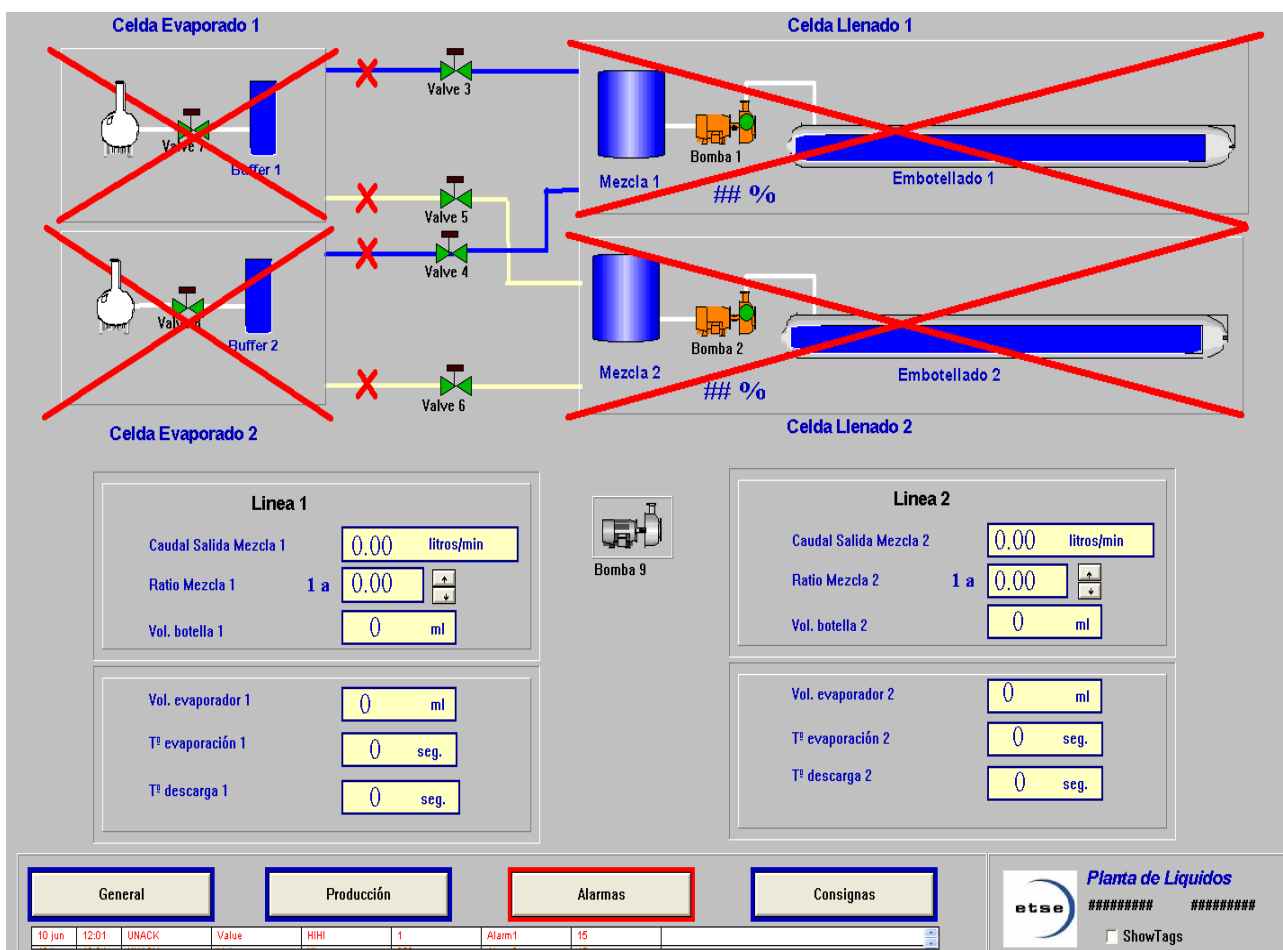 Celda Evaporado 1
Celda Llenado 1
Valve 3
Valve 7
Buffer 1
Bomba 1
Mezcla 1
## %
Embotellado 1
Valve 5
Valve 4
Buffer 2
Bomba 2
Mezcla 2
## %
Embotellado 2
Valve 6
Celda Evaporado 2
Celda Llenado 2
Linea 1
Caudal Salida Mezcla 1 0.00 litros/min
Ratio Mezcla 1 1 a 0.00
Vol. botella 1 0 ml
Bomba 9
Linea 2
Caudal Salida Mezcla 2 0.00 litros/min
Ratio Mezcla 2 1 a 0.00
Vol. botella 2 0 ml
Vol. evaporador 1 0 ml
Tº evaporación 1 0 seg.
Tº descarga 1 0 seg.
Vol. evaporador 2 0 ml
Tº evaporación 2 0 seg.
Tº descarga 2 0 seg.
General Producción Alarmas Consignas
10 jun 12:01 UNACK Value HIHI 1 Alarm1 15
etse
Planta de Liquidos
######### #########
ShowTags